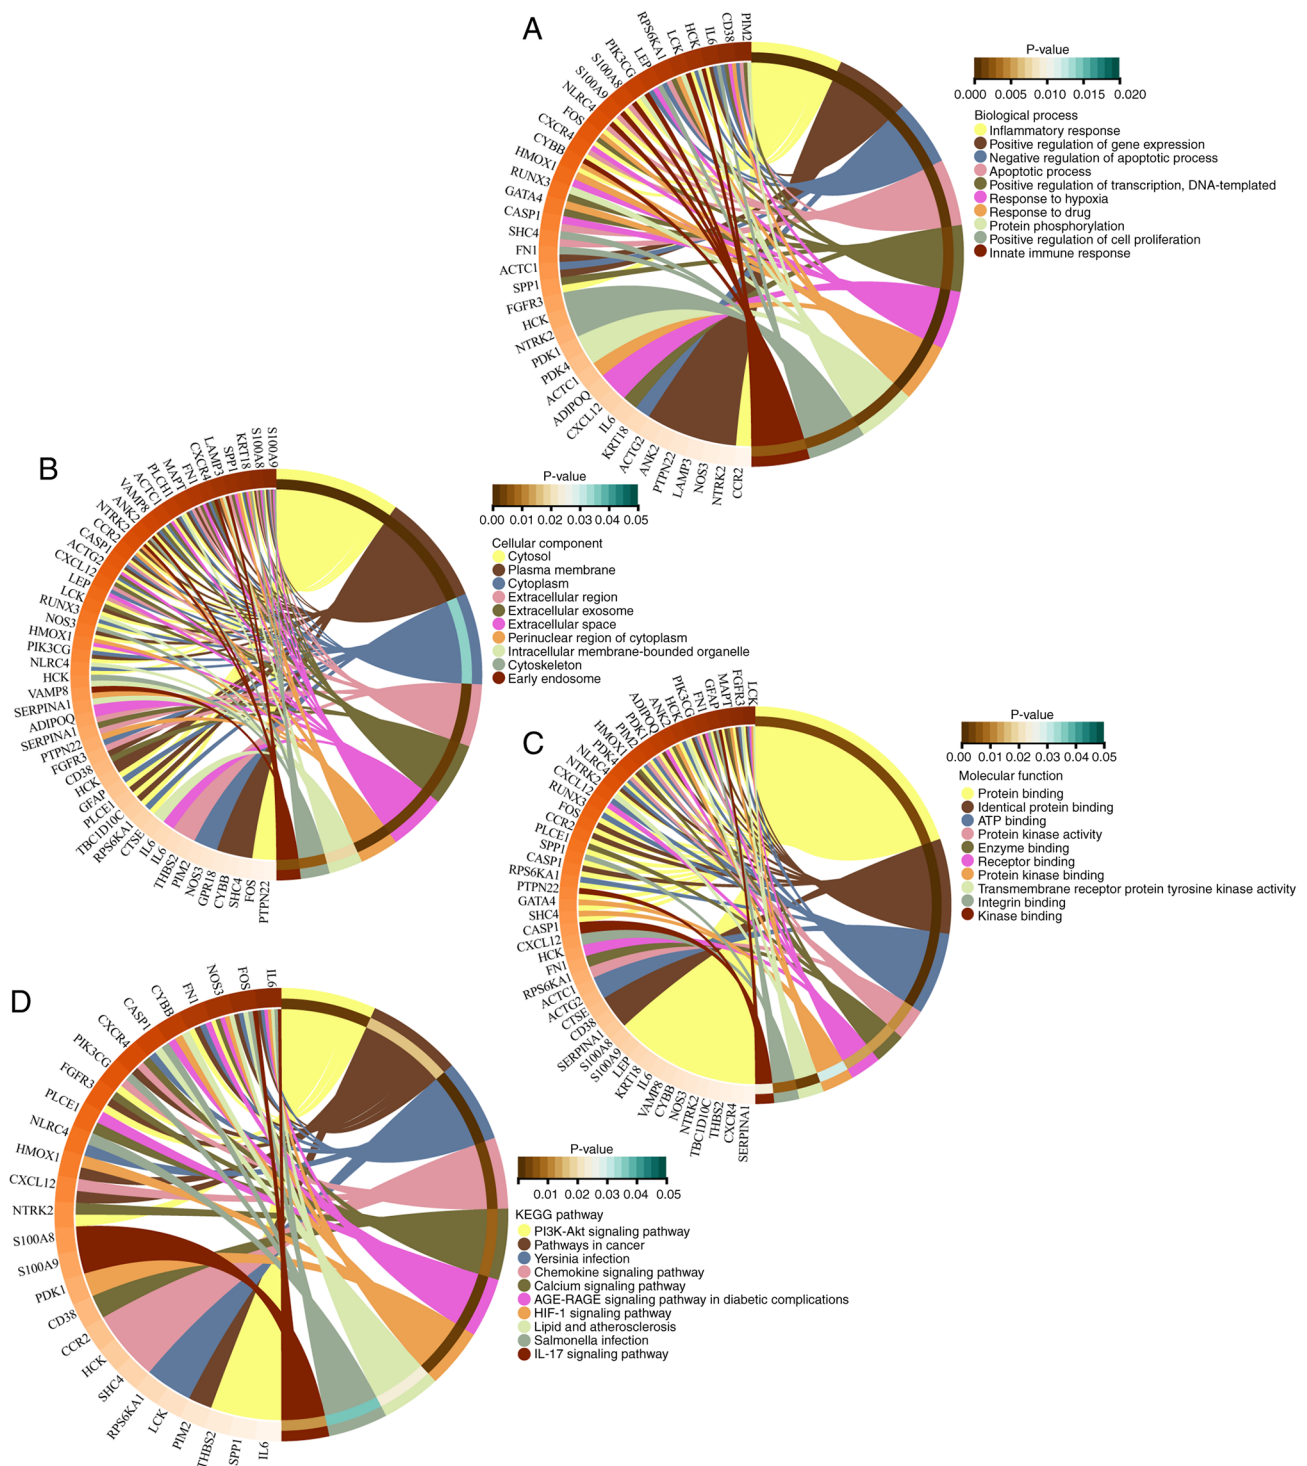 A
PIM2
CD38
IL6
HCK
LCK
RPS6KA1
LEP
PIK3CG
S100A8
S100A9
NLRC4
FOS
CXCR4
CYBB
HMOX1
RUNX3
GATA4
CASP1
SHC4
FN1
ACTC1
SPP1
FGFR3
HCK
NTRK2
PDK1
PDK4
ACTC1
ADIPOQ
CXCL12
IL6
KRT18
ACTG2
ANK2
PTPN22
LAMP3
NOS3
NTRK2
CCR2
P-value
0.000 0.005 0.010 0.015 0.020
Biological process
Inflammatory response
Positive regulation of gene expression
Negative regulation of apoptotic process
Apoptotic process
Positive regulation of transcription, DNA-templated
Response to hypoxia
Response to drug
Protein phosphorylation
Positive regulation of cell proliferation
Innate immune response
B
S100A9
S100A8
KRT18
SPP1
LAMP3
CXCR4
FN1
MAPT
PLCH1
ACTC1
VAMP8
ANK2
NTRK2
CCR2
CASP1
ACTG2
CXCL12
LEP
LCK
RUNX3
NOS3
HMOX1
PIK3CG
NLRC4
HCK
VAMP8
SERPINA1
ADIPOQ
SERPINA1
PTPN22
FGFR3
CD38
HCK
GFAP
PLCE1
TBC1D10C
RPS6KA1
CTSE
IL6
IL6
THBS2
PIM2
NOS3
GPR18
CYBB
SHC4
FOS
PTPN22
P-value
0.00 0.01 0.02 0.03 0.04 0.05
Cellular component
Cytosol
Plasma membrane
Cytoplasm
Extracellular region
Extracellular exosome
Extracellular space
Perinuclear region of cytoplasm
Intracellular membrane-bounded organelle
Cytoskeleton
Early endosome
C
LCK
FGFR3
MAPT
GFAP
FN1
PIK3CG
HCK
ANK2
ADIPOQ
PDK1
PIM2
HMOX1
PDK4
NLRC4
NTRK2
CXCL12
RUNX3
FOS
CCR2
PLCE1
SPP1
CASP1
RPS6KA1
PTPN22
GATA4
SHC4
CASP1
CXCL12
HCK
FN1
RPS6KA1
ACTC1
ACTG2
CTSE
CD38
SERPINA1
S100A8
S100A9
LEP
KRT18
IL6
VAMP8
CYBB
NOS3
NTRK2
TBC1D10C
THBS2
CXCR4
SERPINA1
P-value
0.00 0.01 0.02 0.03 0.04 0.05
Molecular function
Protein binding
Identical protein binding
ATP binding
Protein kinase activity
Enzyme binding
Receptor binding
Protein kinase binding
Transmembrane receptor protein tyrosine kinase activity
Integrin binding
Kinase binding
D
IL6
FOS
NOS3
FN1
CYBB
CASP1
CXCR4
PIK3CG
FGFR3
PLCE1
NLRC4
HMOX1
CXCL12
NTRK2
S100A8
S100A9
PDK1
CD38
CCR2
HCK
SHC4
RPS6KA1
LCK
PIM2
THBS2
SPP1
IL6
P-value
0.01 0.02 0.03 0.04 0.05
KEGG pathway
PI3K-Akt signaling pathway
Pathways in cancer
Yersinia infection
Chemokine signaling pathway
Calcium signaling pathway
AGE-RAGE signaling pathway in diabetic complications
HIF-1 signaling pathway
Lipid and atherosclerosis
Salmonella infection
IL-17 signaling pathway